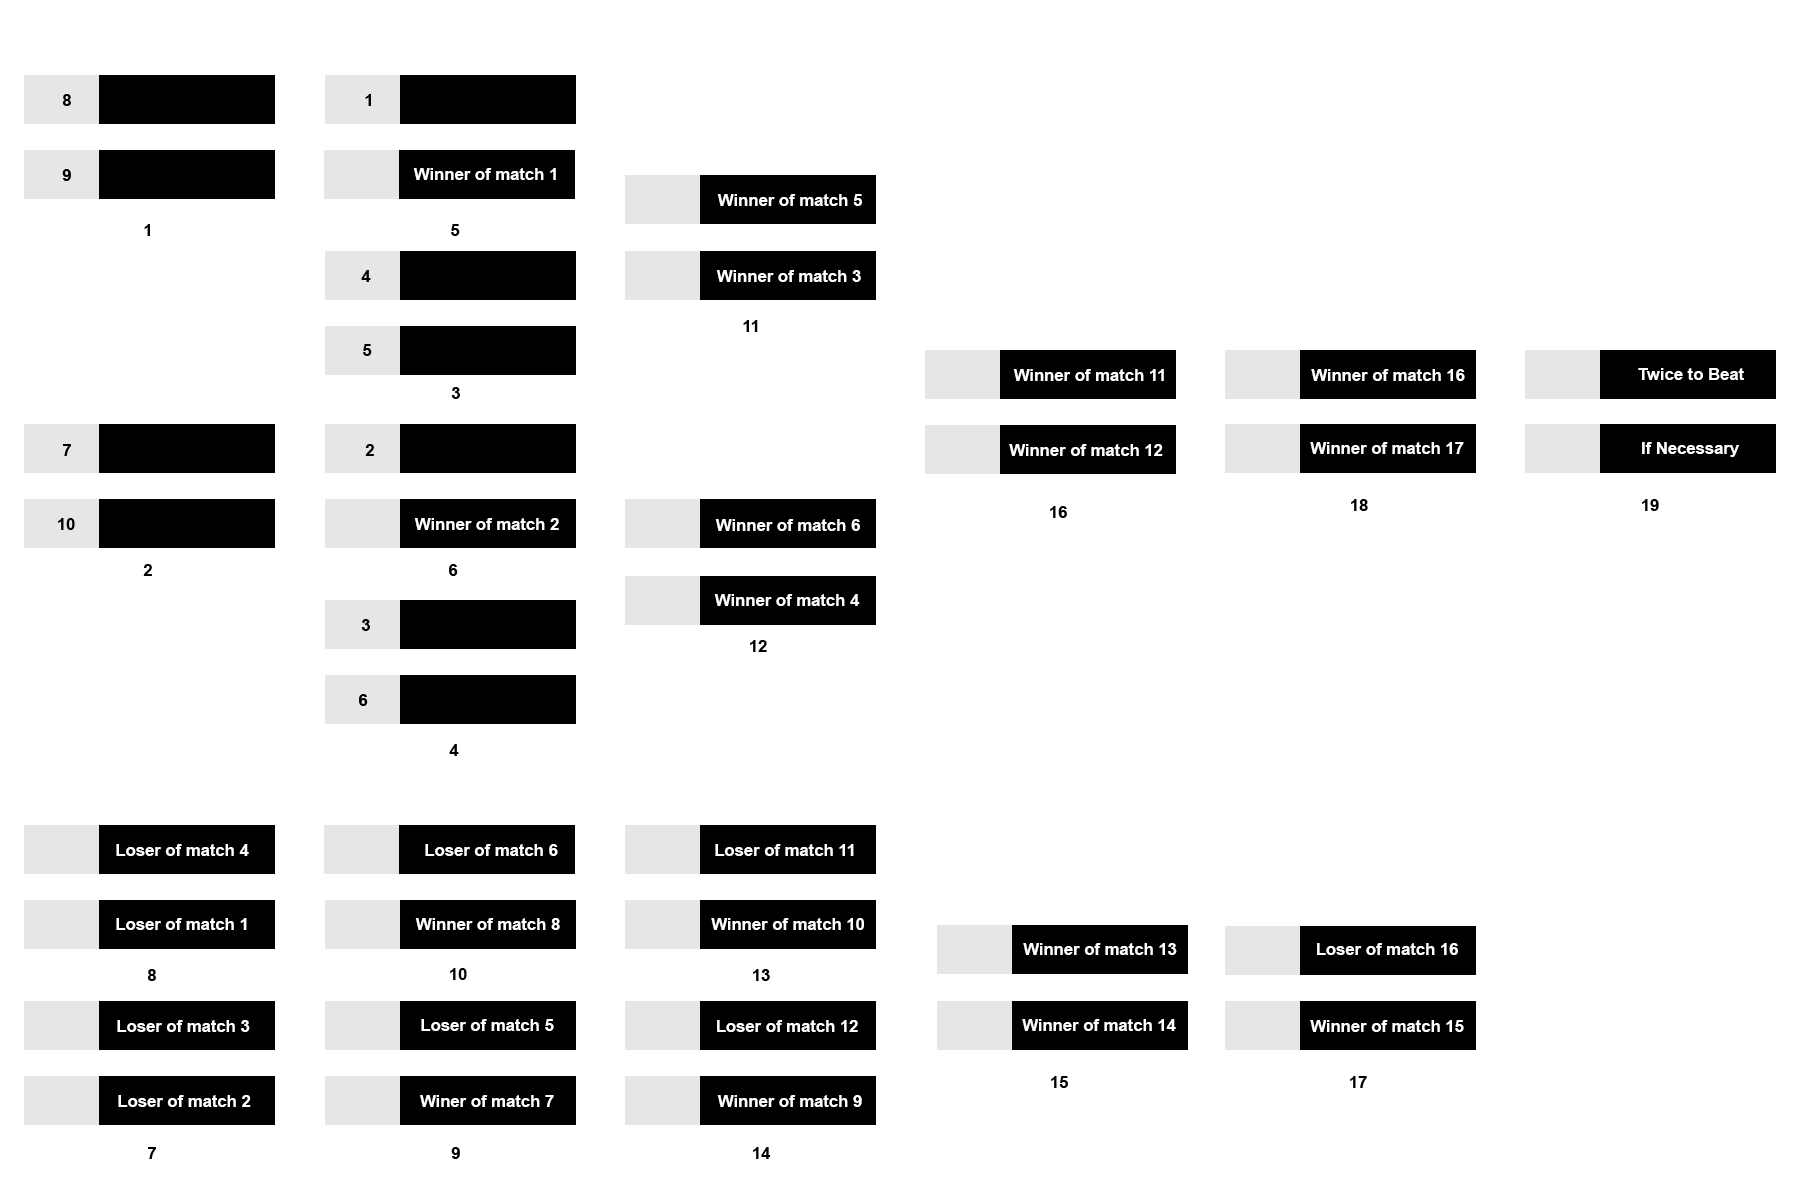 8
9
1
1
Winner of match 1
5
4
5
3
Winner of match 5
Winner of match 3
11
7
10
2
2
Winner of match 2
6
3
6
4
Winner of match 6
Winner of match 4
12
Winner of match 11
Winner of match 12
16
Winner of match 16
Winner of match 17
18
Twice to Beat
If Necessary
19
Loser of match 4
Loser of match 1
8
Loser of match 3
Loser of match 2
7
Loser of match 6
Winner of match 8
10
Loser of match 5
Winer of match 7
9
Loser of match 11
Winner of match 10
13
Loser of match 12
Winner of match 9
14
Winner of match 13
Winner of match 14
15
Loser of match 16
Winner of match 15
17